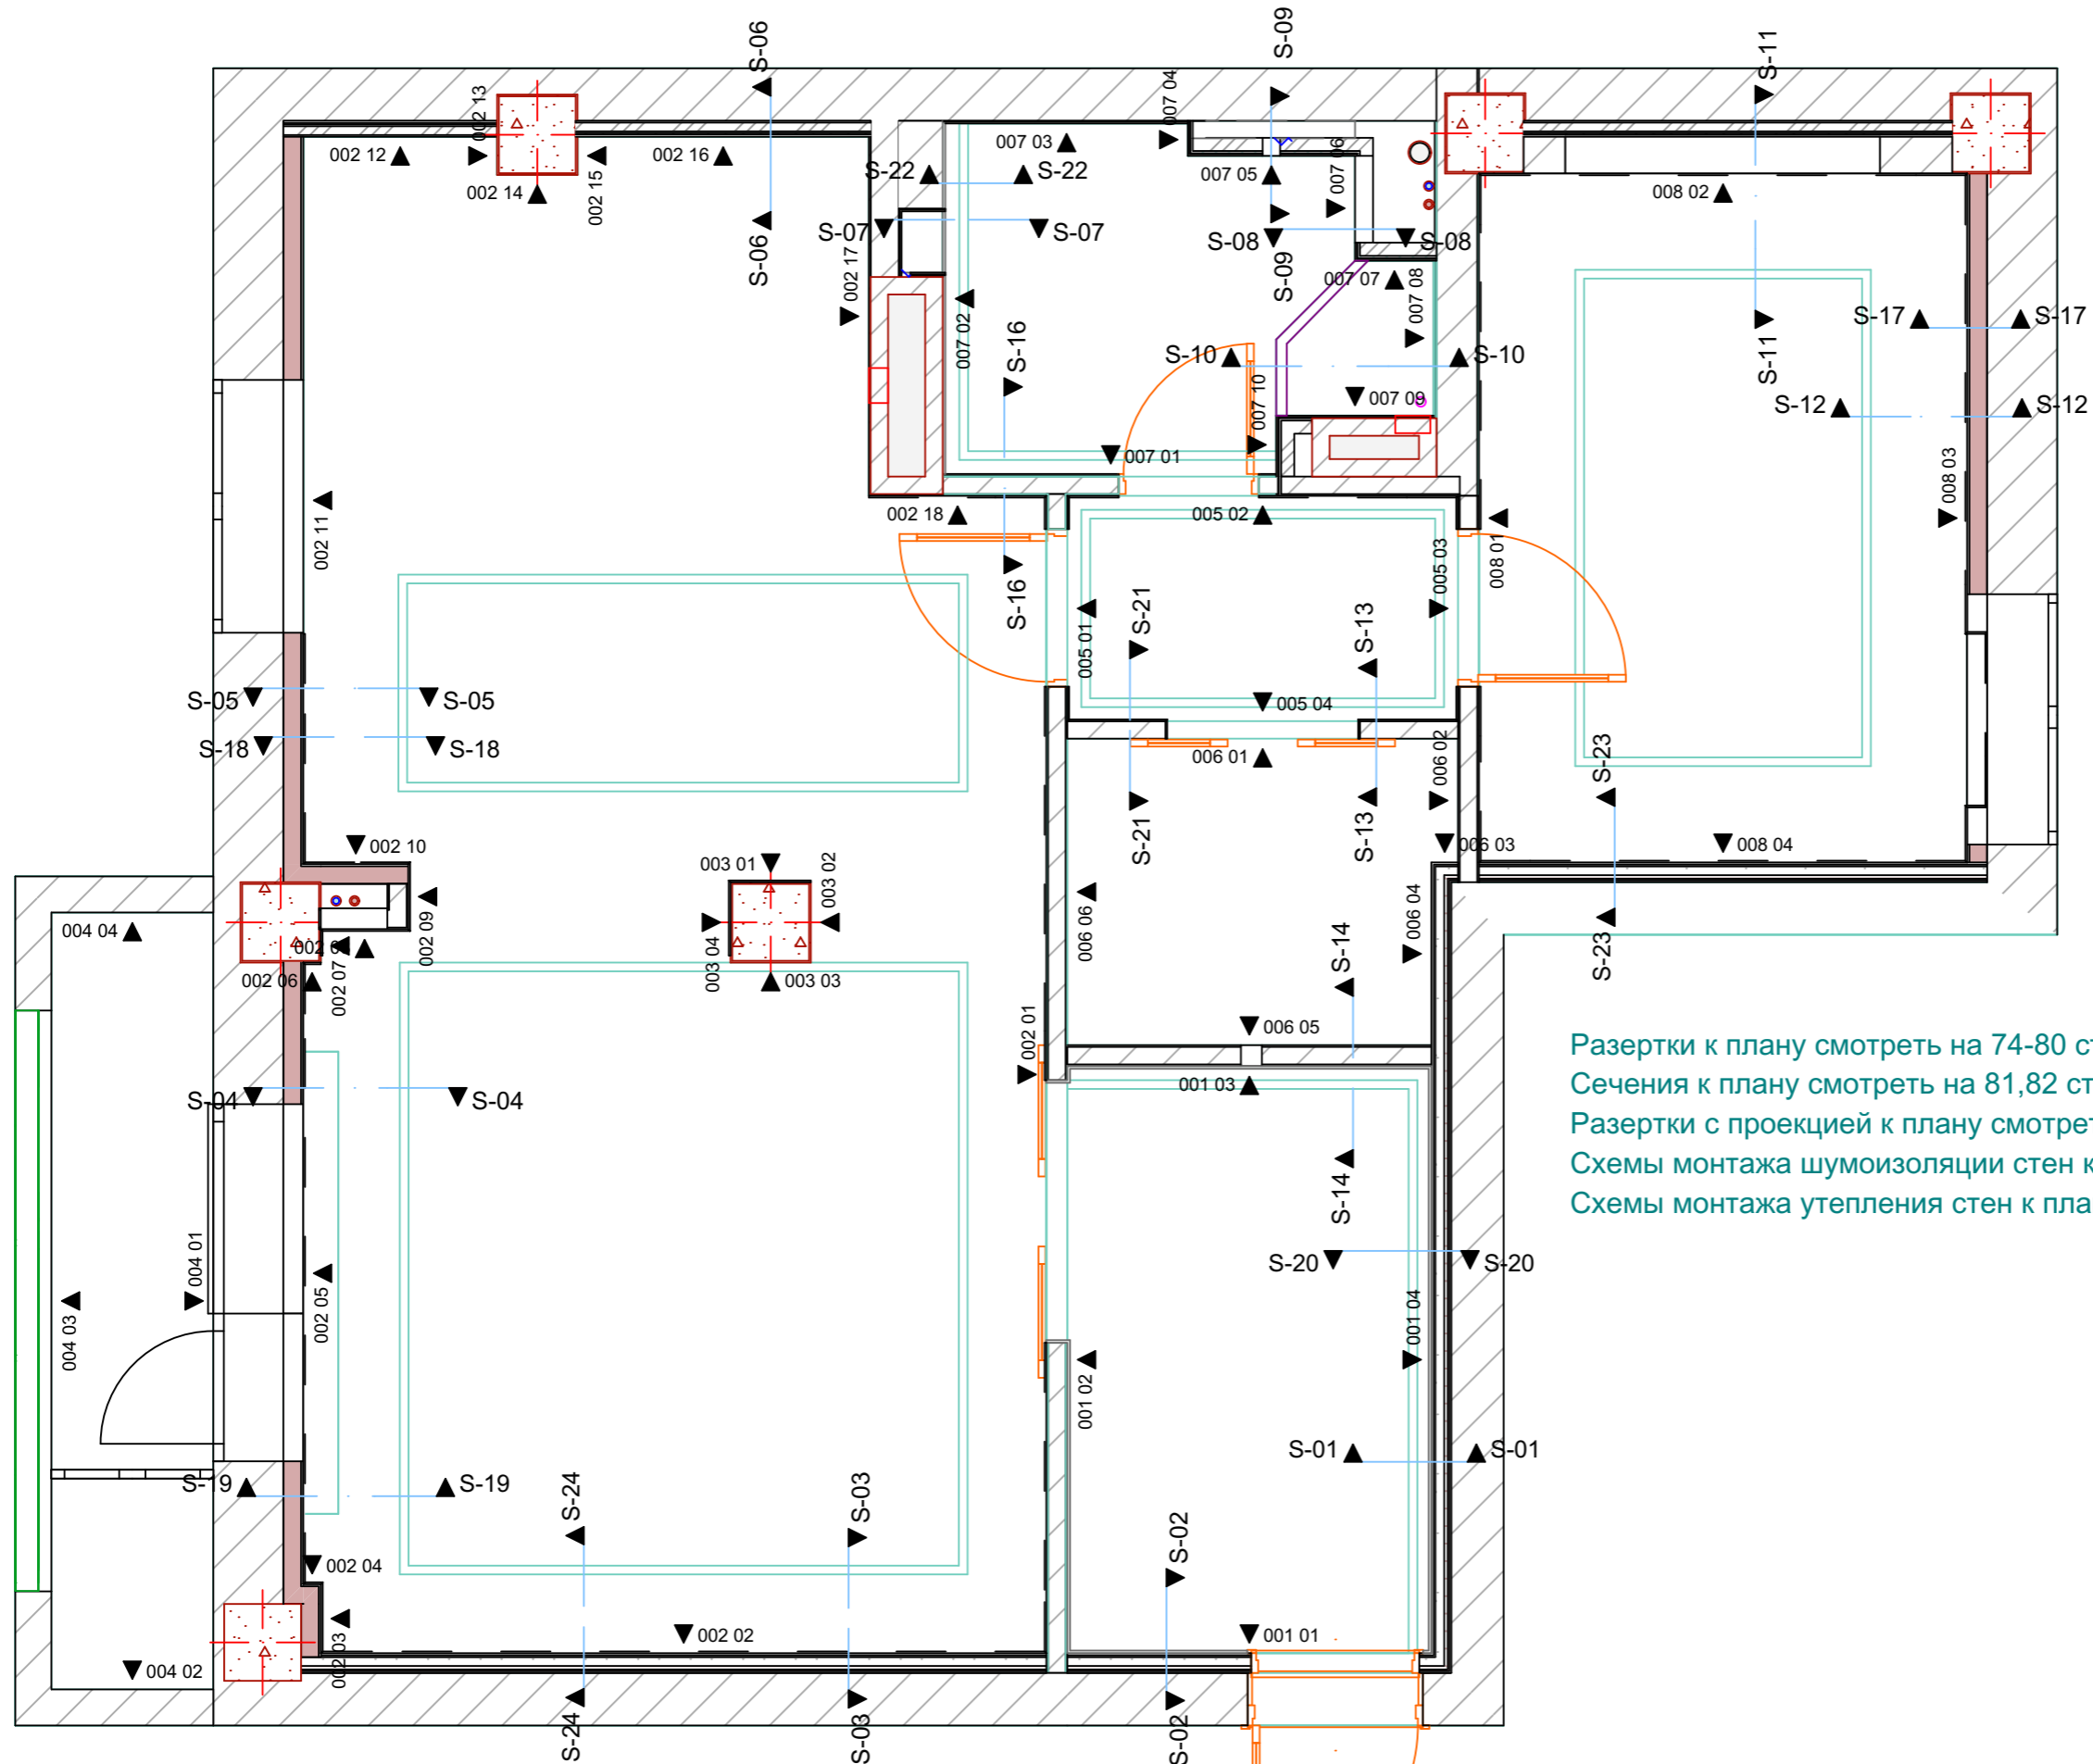 S-06
S-09
S-11
002 13
007 04
002 12
002 16
007 03
007 06
S-22
S-22
007 05
002 14
002 15
008 02
S-07
S-07
S-08
S-08
S-06
002 17
S-09
007 07
007 08
007 02
S-16
S-17
S-17
S-11
S-10
S-10
007 10
007 09
S-12
S-12
007 01
008 03
002 11
002 18
005 02
005 03
008 01
S-16
S-21
S-13
005 01
S-05
S-05
005 04
S-18
S-18
006 01
006 02
S-23
S-21
S-13
002 10
006 03
008 04
003 01
003 02
002 09
006 06
006 04
004 04
003 04
S-14
S-23
002 06
002 07
003 03
006 05
002 01
Разертки к плану смотреть на 74-80
Сечения к плану смотреть на 81,82
Разертки с проекцией к плану
Схемы монтажа шумоизоляции стен
Схемы монтажа утепления стен к
001 03
S-04
S-04
S-14
004 01
002 05
S-20
S-20
004 03
001 04
001 02
S-01
S-01
S-19
S-19
S-24
S-03
S-02
002 04
002 02
001 01
002 03
004 02
S-24
S-03
S-02